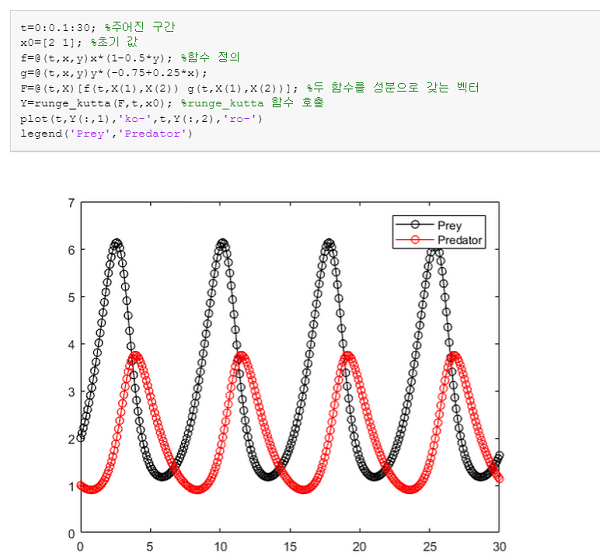 t=0:0.1:30; %주어진 구간
x0=[2 1]; %초기 값
f=@(t,x,y)x*(1-0.5*y); %함수 정의
g=@(t,x,y)y*(-0.75+0.25*x);
F=@(t,X)[f(t,X(1),X(2)) g(t,X(1),X(2))]; %두 함수를 성분으로 갖는 벡터
Y=runge_kutta(F,t,x0); %runge_kutta 함수 호출
plot(t,Y(:,1),'ko-',t,Y(:,2),'ro-')
legend('Prey','Predator')
7
Prey
Predator
6
5
4
3
2
1
0
0 5 10 15 20 25 30